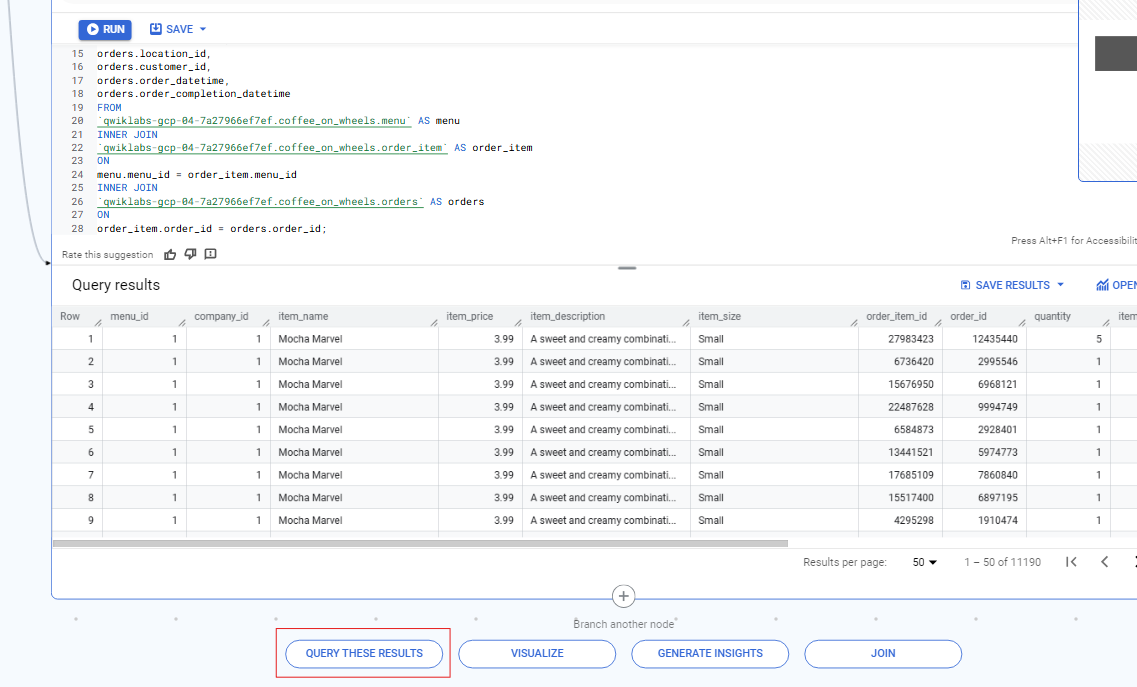 RUN SAVE
15 orders.location_id,
16 orders.customer_id,
17 orders.order_datetime,
18 orders.order_completion_datetime
19 FROM
20 `qwiklabs-gcp-04-7a27966ef7ef.coffee_on_wheels.menu` AS menu
21 INNER JOIN
22 `qwiklabs-gcp-04-7a27966ef7ef.coffee_on_wheels.order_item` AS order_item
23 ON
24 menu.menu_id = order_item.menu_id
25 INNER JOIN
26 `qwiklabs-gcp-04-7a27966ef7ef.coffee_on_wheels.orders` AS orders
27 ON
28 order_item.order_id = orders.order_id;
Press Alt+F1 for Accessibilit
Rate this suggestion
Query results SAVE RESULTS OPEN
Row menu_id company_id item_name item_price item_description item_size order_item_id order_id quantity item
1 1 1 Mocha Marvel 3.99 A sweet and creamy combinati... Small 27983423 12435440 5
2 1 1 Mocha Marvel 3.99 A sweet and creamy combinati... Small 6736420 2995546 1
3 1 1 Mocha Marvel 3.99 A sweet and creamy combinati... Small 15676950 6968121 1
4 1 1 Mocha Marvel 3.99 A sweet and creamy combinati... Small 22487628 9994749 1
5 1 1 Mocha Marvel 3.99 A sweet and creamy combinati... Small 6584873 2928401 1
6 1 1 Mocha Marvel 3.99 A sweet and creamy combinati... Small 13441521 5974773 1
7 1 1 Mocha Marvel 3.99 A sweet and creamy combinati... Small 17685109 7860840 1
8 1 1 Mocha Marvel 3.99 A sweet and creamy combinati... Small 15517400 6897195 1
9 1 1 Mocha Marvel 3.99 A sweet and creamy combinati... Small 4295298 1910474 1
Results per page: 50 1 – 50 of 11190
Branch another node
QUERY THESE RESULTS VISUALIZE GENERATE INSIGHTS JOIN